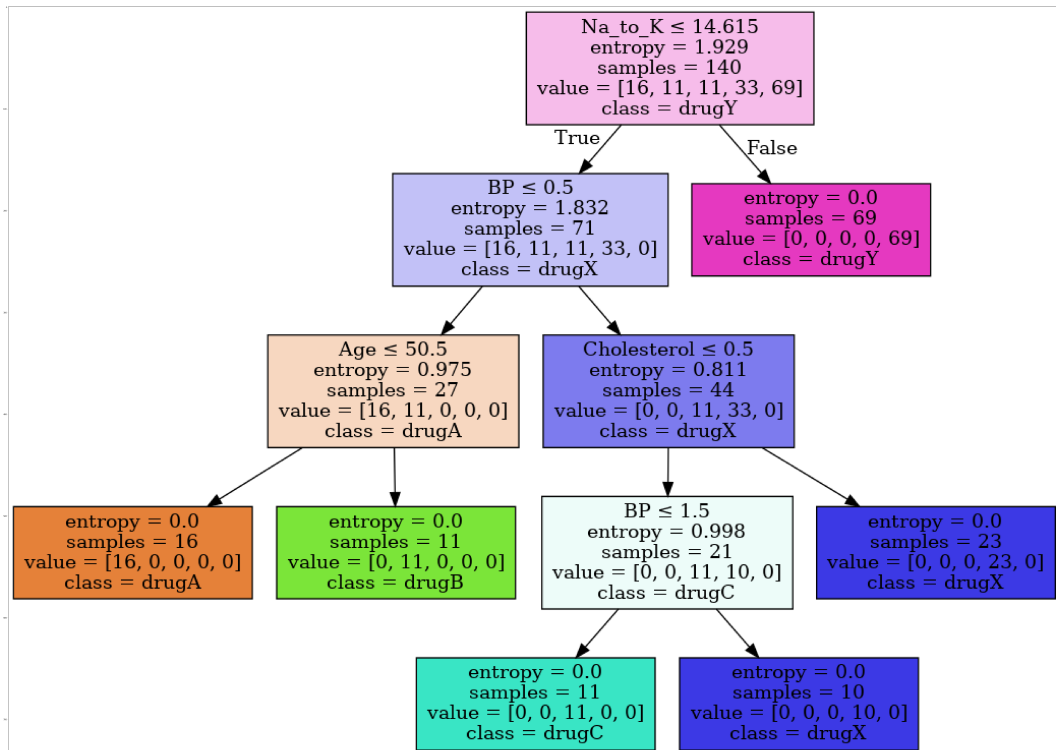 Na_to_K ≤ 14.615
entropy = 1.929
samples = 140
value = [16, 11, 11, 33, 69]
class = drugY
True
False
BP ≤ 0.5
entropy = 1.832
samples = 71
value = [16, 11, 11, 33, 0]
class = drugX
entropy = 0.0
samples = 69
value = [0, 0, 0, 0, 69]
class = drugY
Age ≤ 50.5
entropy = 0.975
samples = 27
value = [16, 11, 0, 0, 0]
class = drugA
Cholesterol ≤ 0.5
entropy = 0.811
samples = 44
value = [0, 0, 11, 33, 0]
class = drugX
entropy = 0.0
samples = 16
value = [16, 0, 0, 0, 0]
class = drugA
entropy = 0.0
samples = 11
value = [0, 11, 0, 0, 0]
class = drugB
BP ≤ 1.5
entropy = 0.998
samples = 21
value = [0, 0, 11, 10, 0]
class = drugC
entropy = 0.0
samples = 23
value = [0, 0, 0, 23, 0]
class = drugX
entropy = 0.0
samples = 11
value = [0, 0, 11, 0, 0]
class = drugC
entropy = 0.0
samples = 10
value = [0, 0, 0, 10, 0]
class = drugX